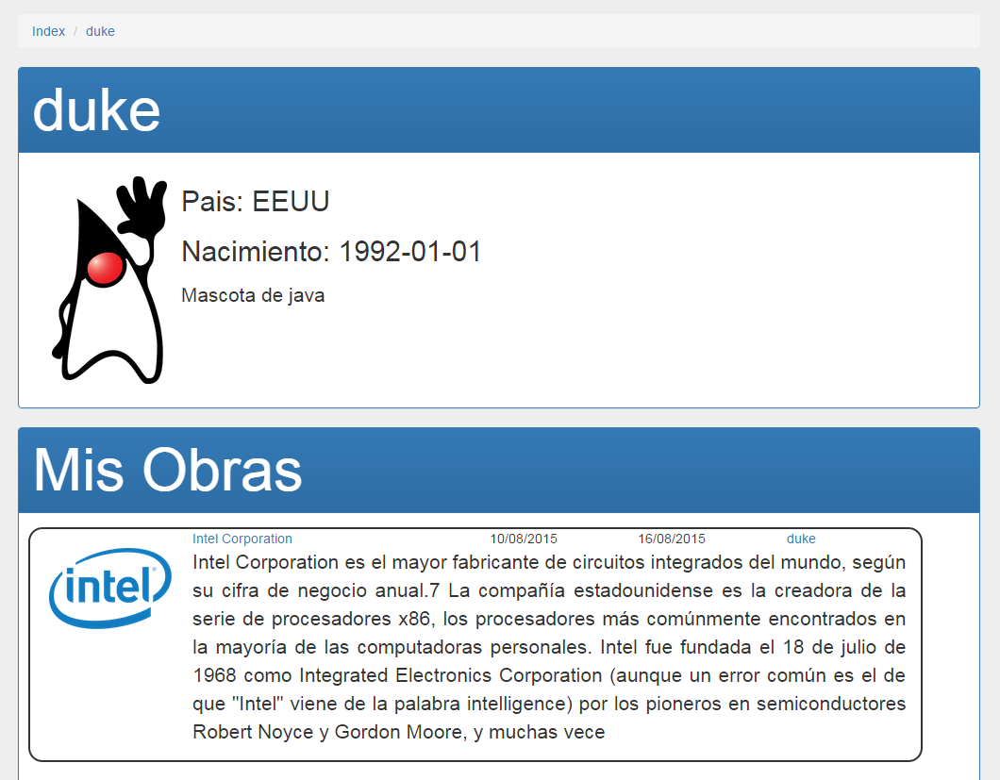 Index / duke
duke
Pais: EEUU
Nacimiento: 1992-01-01
Mascota de java
Mis Obras
intel®
Intel Corporation 10/08/2015 16/08/2015 duke
Intel Corporation es el mayor fabricante de circuitos integrados del mundo, según
su cifra de negocio anual.7 La compañía estadounidense es la creadora de la
serie de procesadores x86, los procesadores más comúnmente encontrados en
la mayoría de las computadoras personales. Intel fue fundada el 18 de julio de
1968 como Integrated Electronics Corporation (aunque un error común es el de
que "Intel" viene de la palabra intelligence) por los pioneros en semiconductores
Robert Noyce y Gordon Moore, y muchas vece